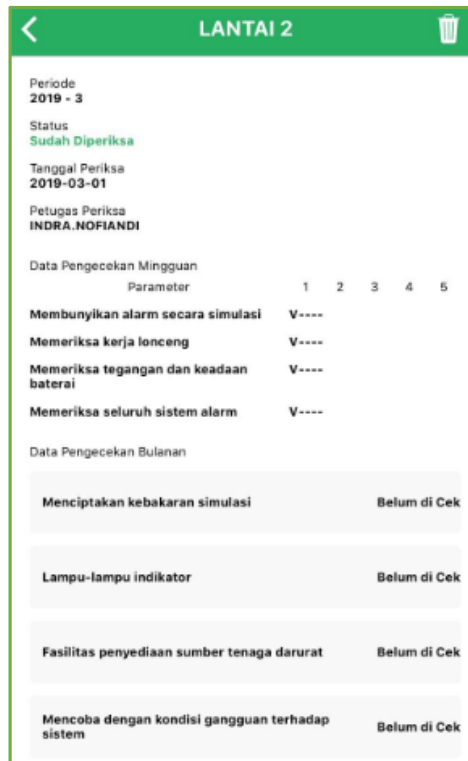 LANTAI 2
Periode
2019 - 3
Status
Sudah Diperiksa
Tanggal Periksa
2019-03-01
Petugas Periksa
INDRA.NOFIANDI
Data Pengecekan Mingguan
Parameter 1 2 3 4 5
Membunyikan alarm secara simulasi V----
Memeriksa kerja lonceng V----
Memeriksa tegangan dan keadaan V----
baterai
Memeriksa seluruh sistem alarm V----
Data Pengecekan Bulanan
Menciptakan kebakaran simulasi Belum di Cek
Lampu-lampu indikator Belum di Cek
Fasilitas penyediaan sumber tenaga darurat Belum di Cek
Mencoba dengan kondisi gangguan terhadap
sistem Belum di Cek